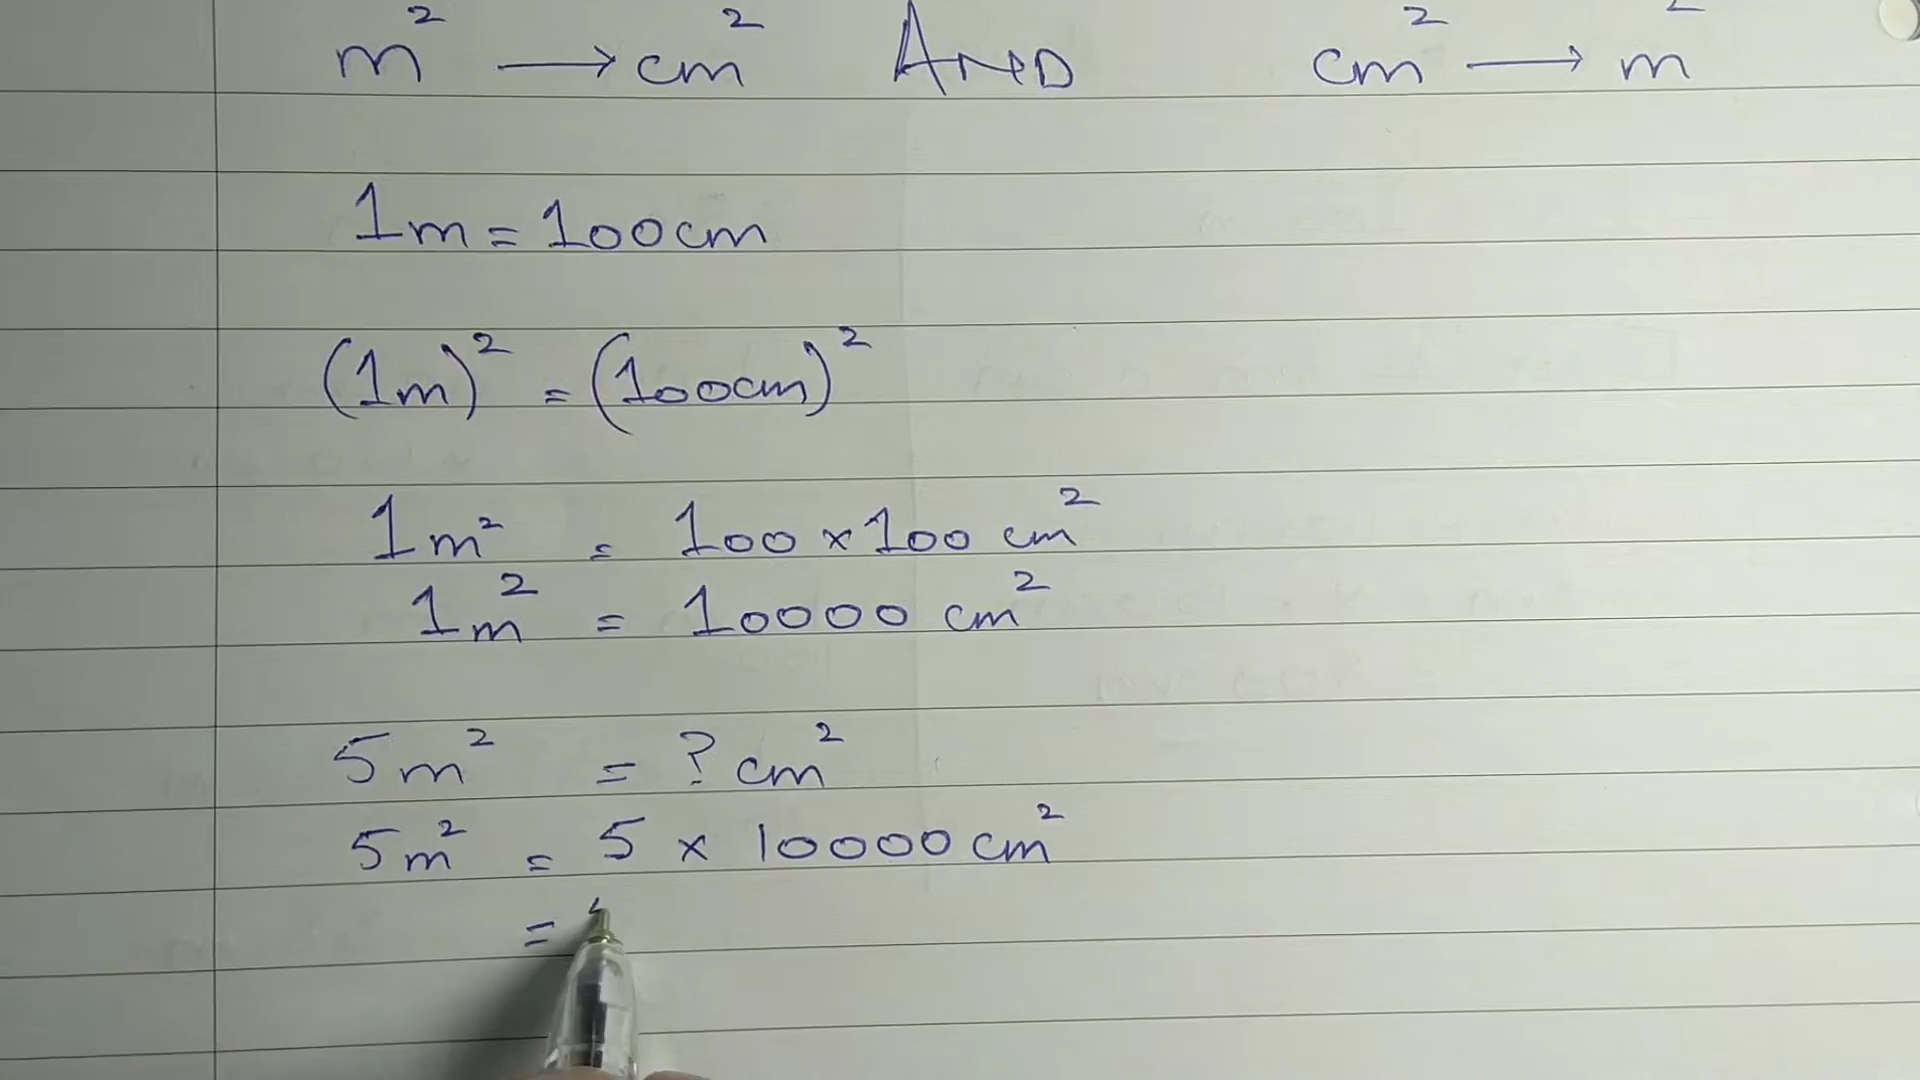 m² → cm² AND cm² → m²
1m = 100cm
(1m)² = (100cm)²
1m² = 100 × 100 cm²
1m² = 10000 cm²
5m² = ? cm²
5m² = 5 × 10000 cm²
=